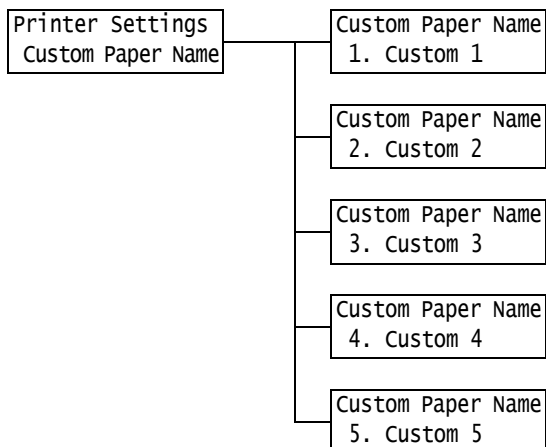 Printer Settings
Custom Paper Name
Custom Paper Name
1. Custom 1
Custom Paper Name
2. Custom 2
Custom Paper Name
3. Custom 3
Custom Paper Name
4. Custom 4
Custom Paper Name
5. Custom 5